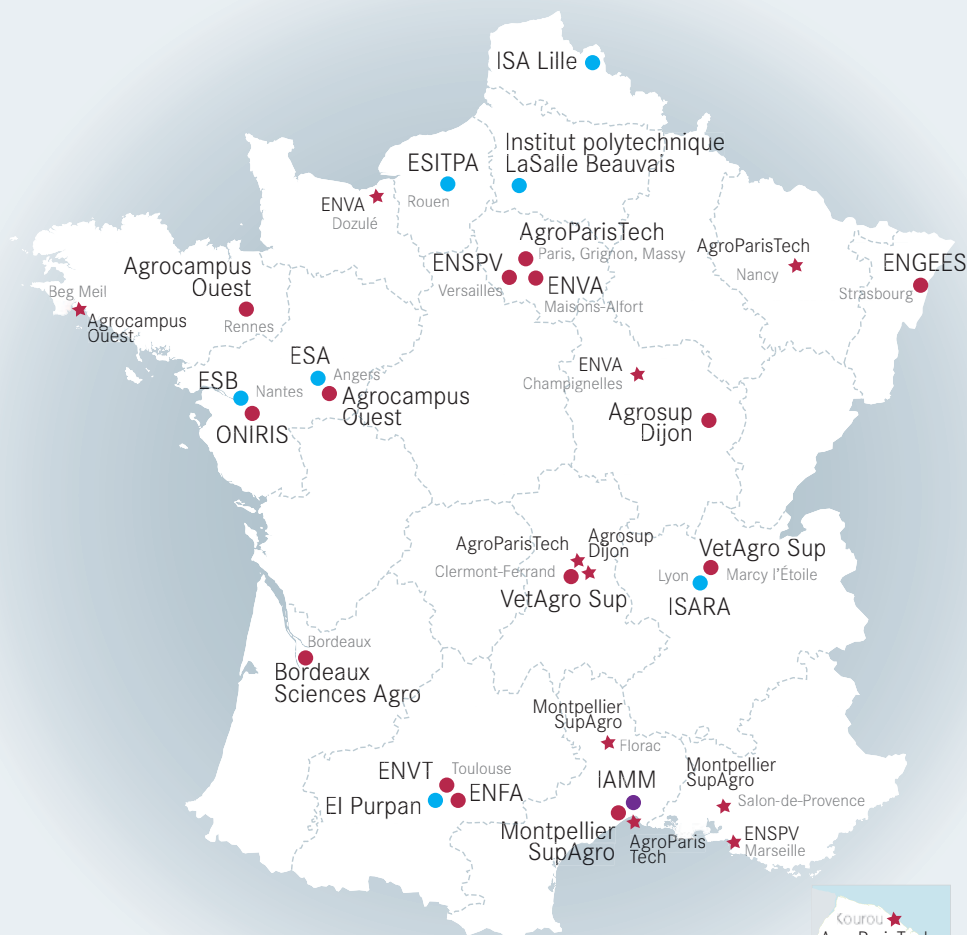 ISA Lille
Institut polytechnique
LaSalle Beauvais
ESITPA
Rouen
ENVA
Dozulé
AgroParisTech
Paris, Grignon, Massy
ENSPV
Versailles
ENVA
Maisons-Alfort
AgroParisTech
Nancy
ENGEES
Strasbourg
Agrocampus
Ouest
Rennes
Beg Meil
Agrocampus
Ouest
ESA
Angers
Agrocampus
Ouest
ESB
Nantes
ONIRIS
ENVA
Champignelles
Agrosup
Dijon
AgroParisTech
Agrosup
Dijon
Clermont-Ferrand
VetAgro Sup
VetAgro Sup
Lyon
Marcy l'Étoile
ISARA
Bordeaux
Bordeaux
Sciences Agro
Montpellier
SupAgro
Florac
ENVT
Toulouse
EI Purpan
ENFA
IAMM
Montpellier
SupAgro
AgroParis
Tech
Montpellier
SupAgro
Salon-de-Provence
ENSPV
Marseille
Kourou
AgroParisTech